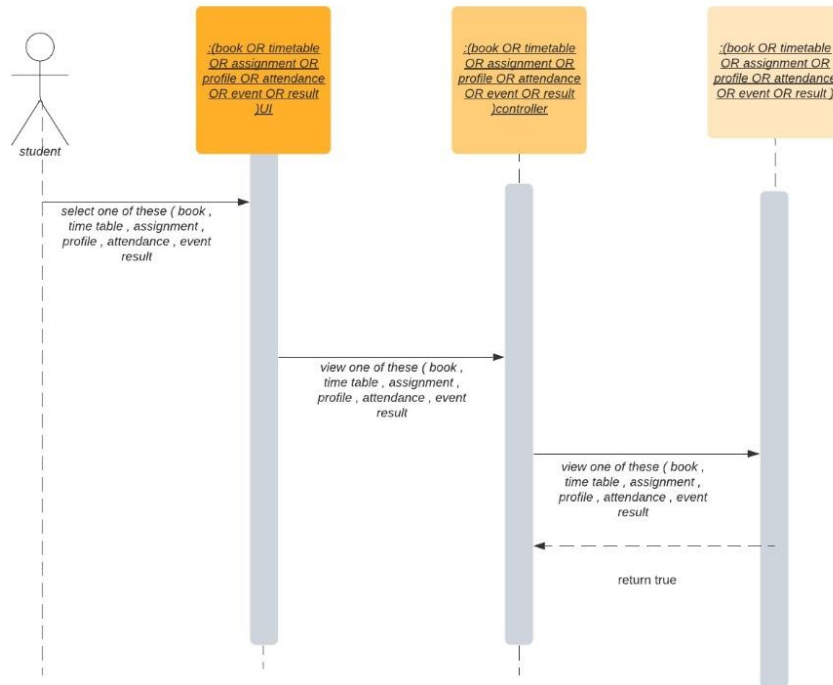 :(book OR timetable
OR assignment OR
profile OR attendance
OR event OR result
)UI
:(book OR timetable
OR assignment OR
profile OR attendance
OR event OR result
)controller
:(book OR timetable
OR assignment OR
profile OR attendance
OR event OR result )
student
select one of these ( book ,
time table , assignment ,
profile , attendance , event
result
view one of these ( book ,
time table , assignment ,
profile , attendance , event
result
view one of these ( book ,
time table , assignment ,
profile , attendance , event
result
return true